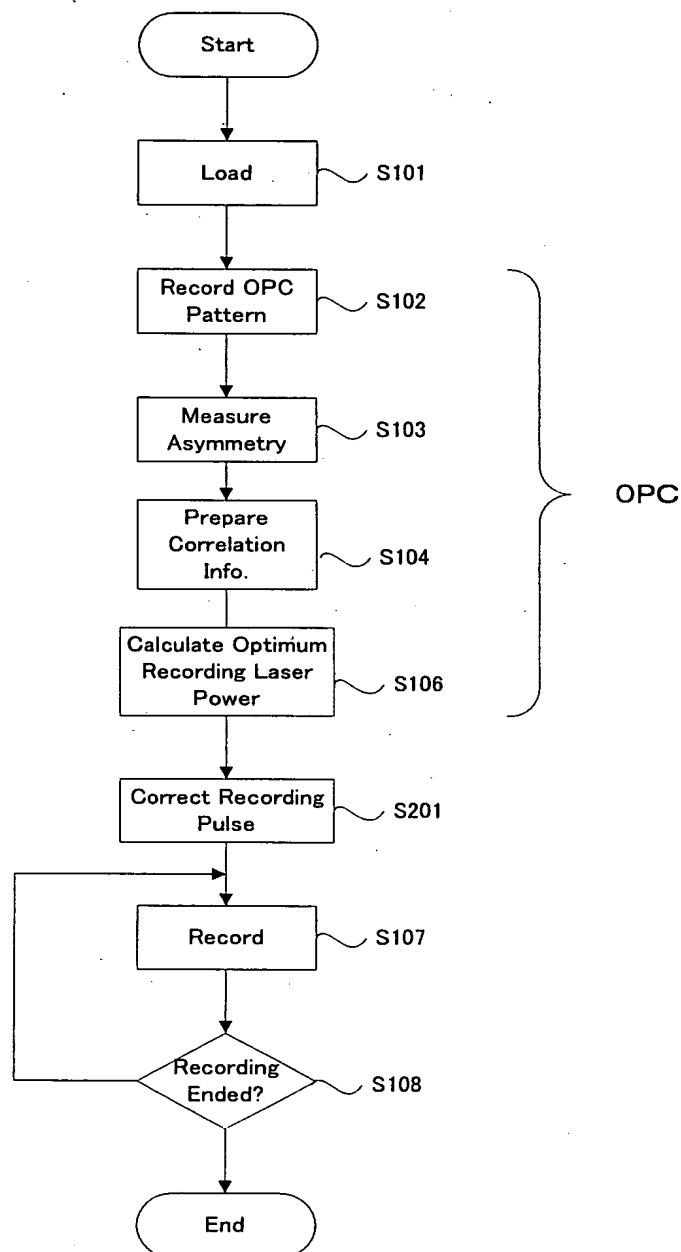 Start
Load
S101
Record OPC
Pattern
S102
Measure
Asymmetry
S103
Prepare
Correlation
Info.
S104
Calculate Optimum
Recording Laser
Power
S106
OPC
Correct Recording
Pulse
S201
Record
S107
Recording
Ended?
S108
End